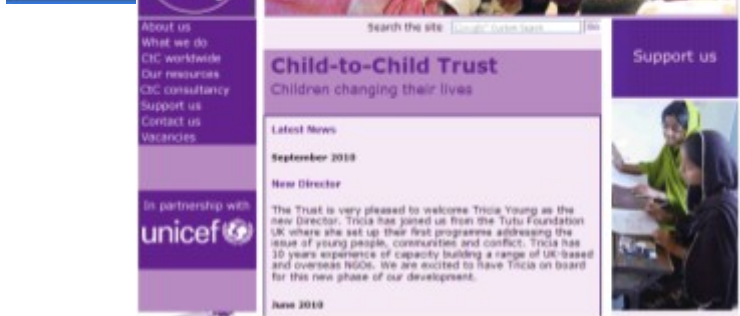 Search the site
Google™ Custom Search
Go
About us
What we do
CtC worldwide
Our resources
CtC consultancy
Support us
Contact us
Vacancies
In partnership with
unicef
Child-to-Child Trust
Children changing their lives
Latest News
September 2010
New Director
The Trust is very pleased to welcome Tricia Young as the
new Director. Tricia has joined us from the Tutu Foundation
UK where she set up their first programme addressing the
issue of young people, communities and conflict. Tricia has
10 years experience of capacity building a range of UK-based
and overseas NGOs. We are excited to have Tricia on board
for this new phase of our development.
June 2010
Support us